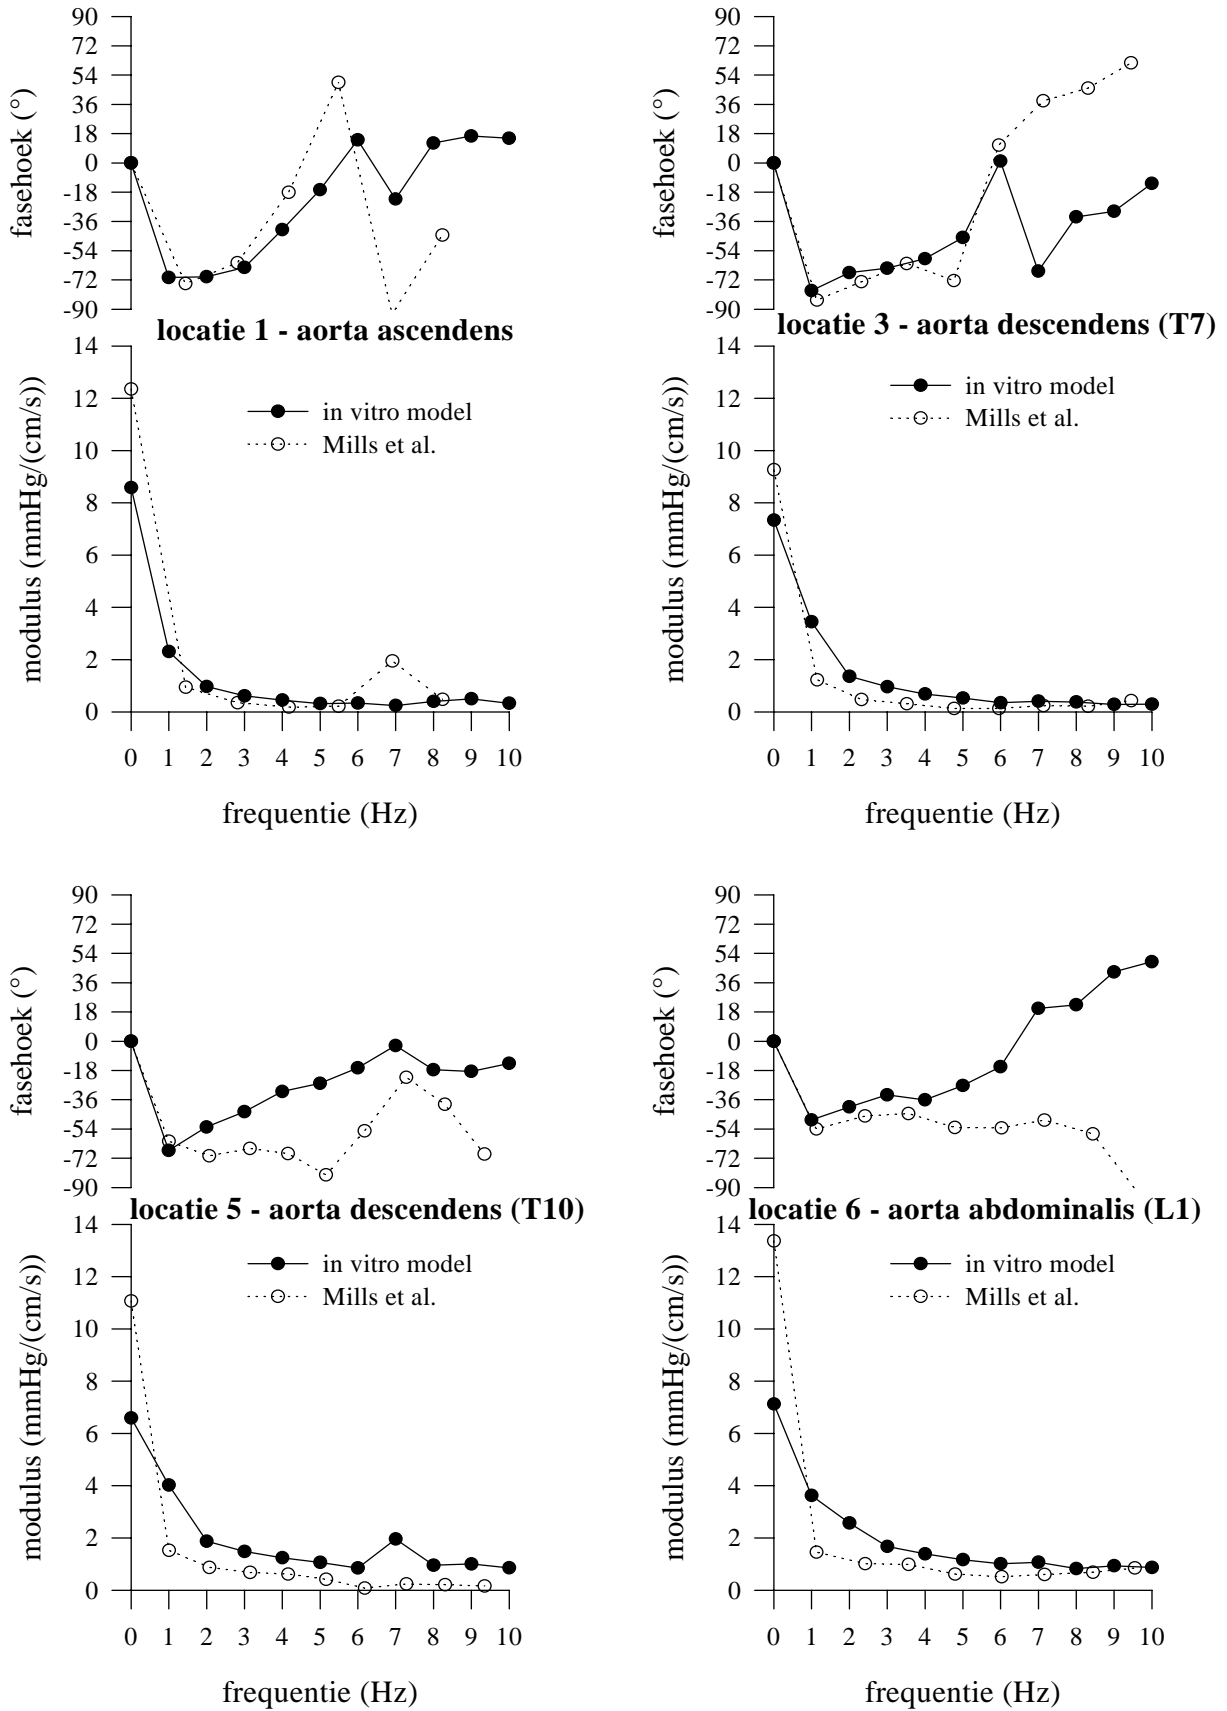 90
72
54
36
18
0
-18
-36
-54
-72
-90
fasehoek (°)
locatie 1 - aorta ascendens
14
12
10
8
6
4
2
0
modulus (mmHg/(cm/s))
in vitro model
Mills et al.
0 1 2 3 4 5 6 7 8 9 10
frequentie (Hz)
90
72
54
36
18
0
-18
-36
-54
-72
-90
fasehoek (°)
locatie 3 - aorta descendens (T7)
14
12
10
8
6
4
2
0
modulus (mmHg/(cm/s))
in vitro model
Mills et al.
0 1 2 3 4 5 6 7 8 9 10
frequentie (Hz)
90
72
54
36
18
0
-18
-36
-54
-72
-90
fasehoek (°)
locatie 5 - aorta descendens (T10)
14
12
10
8
6
4
2
0
modulus (mmHg/(cm/s))
in vitro model
Mills et al.
0 1 2 3 4 5 6 7 8 9 10
frequentie (Hz)
90
72
54
36
18
0
-18
-36
-54
-72
-90
fasehoek (°)
locatie 6 - aorta abdominalis (L1)
14
12
10
8
6
4
2
0
modulus (mmHg/(cm/s))
in vitro model
Mills et al.
0 1 2 3 4 5 6 7 8 9 10
frequentie (Hz)